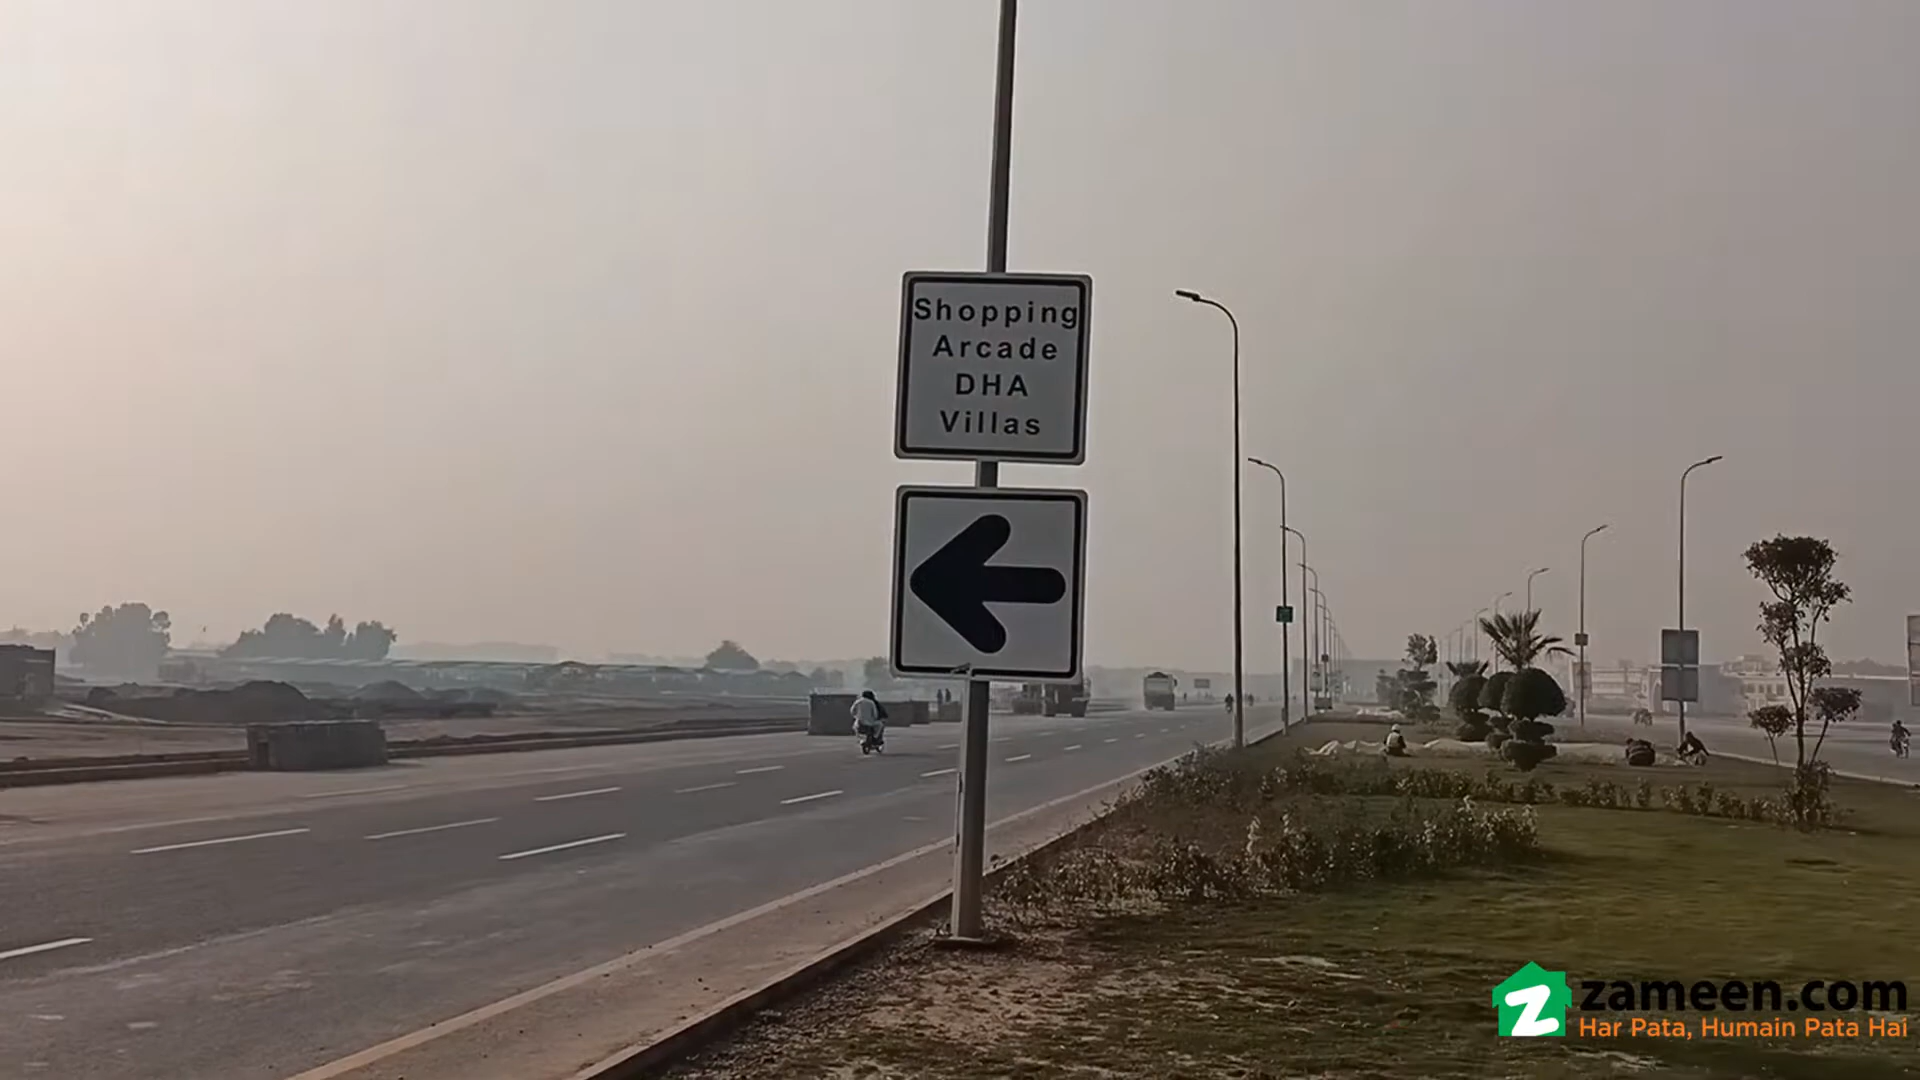 Shopping
Arcade
DHA
Villas
zameen.com
Har Pata, Humain Pata Hai